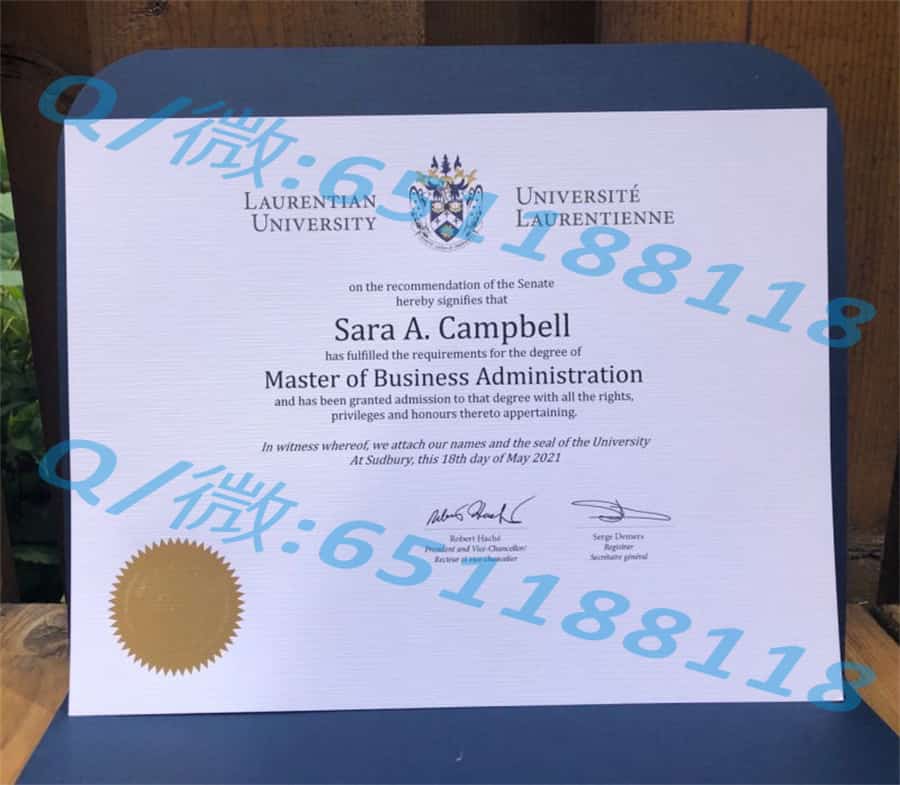 Q/微:651188118
LAURENTIAN UNIVERSITY
UNIVERSITÉ LAURENTIENNE
on the recommendation of the Senate
hereby signifies that
Sara A. Campbell
has fulfilled the requirements for the degree of
Master of Business Administration
and has been granted admission to that degree with all the rights,
privileges and honours thereto appertaining.
In witness whereof, we attach our names and the seal of the University
At Sudbury, this 18th day of May 2021
Robert Haché
President and Vice-Chancellor/
Recteur et vice-chancelier
Serge Demers
Registrar
Secrétaire général
Q/微:651188118